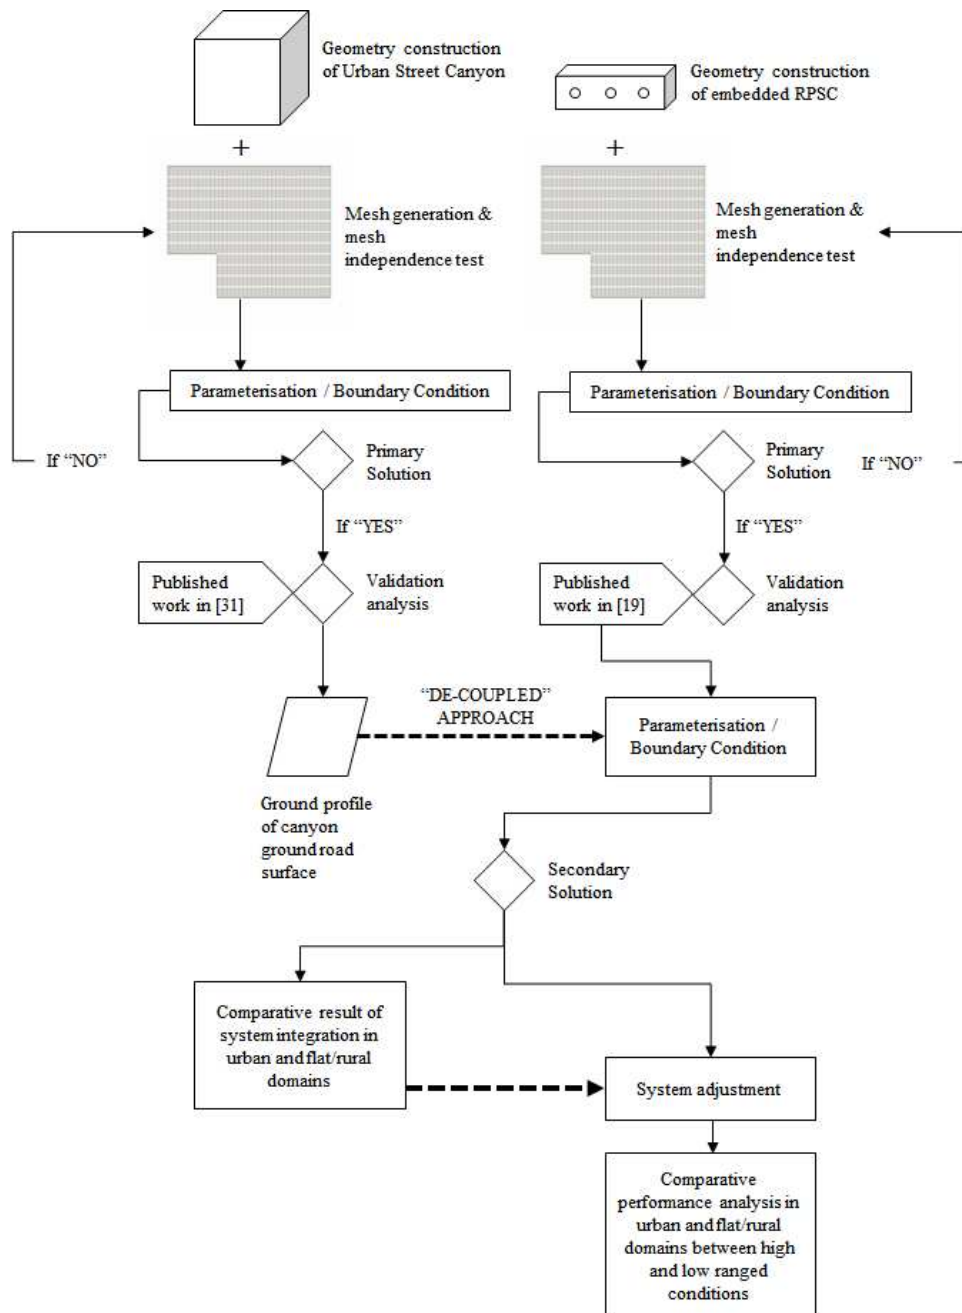 Geometry construction
of Urban Street Canyon
Geometry construction
of embedded RPSC
+
+
Mesh generation &
mesh
independence test
Mesh generation &
mesh
independence test
Parameterisation / Boundary Condition
Parameterisation / Boundary Condition
If “NO”
Primary
Solution
Primary
Solution
If “NO”
If “YES”
If “YES”
Published
work in [31]
Validation
analysis
Published
work in [19]
Validation
analysis
“DE-COUPLED”
APPROACH
Parameterisation /
Boundary Condition
Ground profile
of canyon
ground road
surface
Secondary
Solution
Comparative result of
system integration in
urban and flat/rural
domains
System adjustment
Comparative
performance analysis in
urban and flat/rural
domains between high
and low ranged
conditions